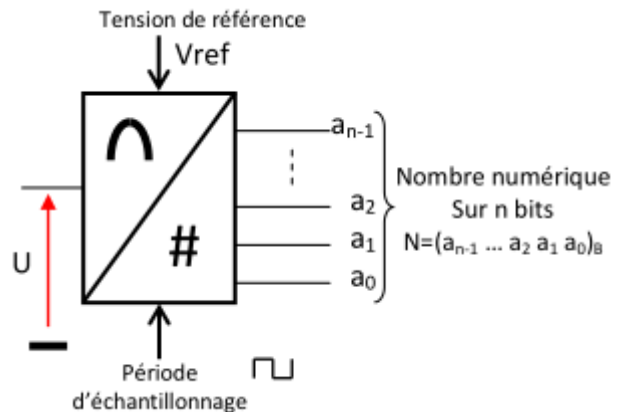 Tension de référence
Vref
#
U
a_{n-1}
a_2
a_1
a_0
Nombre numérique
Sur n bits
N=(a_{n-1} ... a_2 a_1 a_0)_B
Période
d'échantillonnage